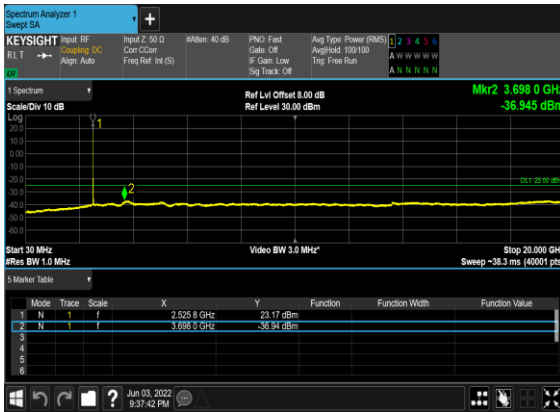 Spectrum Analyzer 1
Swept SA
+
KEYSIGHT Input: RF Input Z: 50 Ω #Atten: 40 dB PNO: Fast Avg Type: Power (RMS) 1 2 3 4 5 6
RLT Coupling: DC Corr CCorr Gate: Off Avg|Hold: 100/100 A W W W W W
Align: Auto Freq Ref: Int (S) IF Gain: Low Trig: Free Run
Sig Track: Off A N N N N N
1 Spectrum Ref Lvl Offset 8.00 dB Mkr2 3.698 0 GHz
Scale/Div 10 dB Ref Level 30.00 dBm -36.945 dBm
Log
20.0
10.0
0.00
-10.0
-20.0
-30.0
-40.0
-50.0
-60.0
1
2
DL1 -25.00 dBm
Start 30 MHz Video BW 3.0 MHz* Stop 20.000 GHz
#Res BW 1.0 MHz Sweep ~38.3 ms (40001 pts)
5 Marker Table
Mode Trace Scale X Y Function Function Width Function Value
1 N 1 f 2.525 8 GHz 23.17 dBm
2 N 1 f 3.698 0 GHz -36.94 dBm
3
4
5
6
? Jun 03, 2022
9:37:42 PM